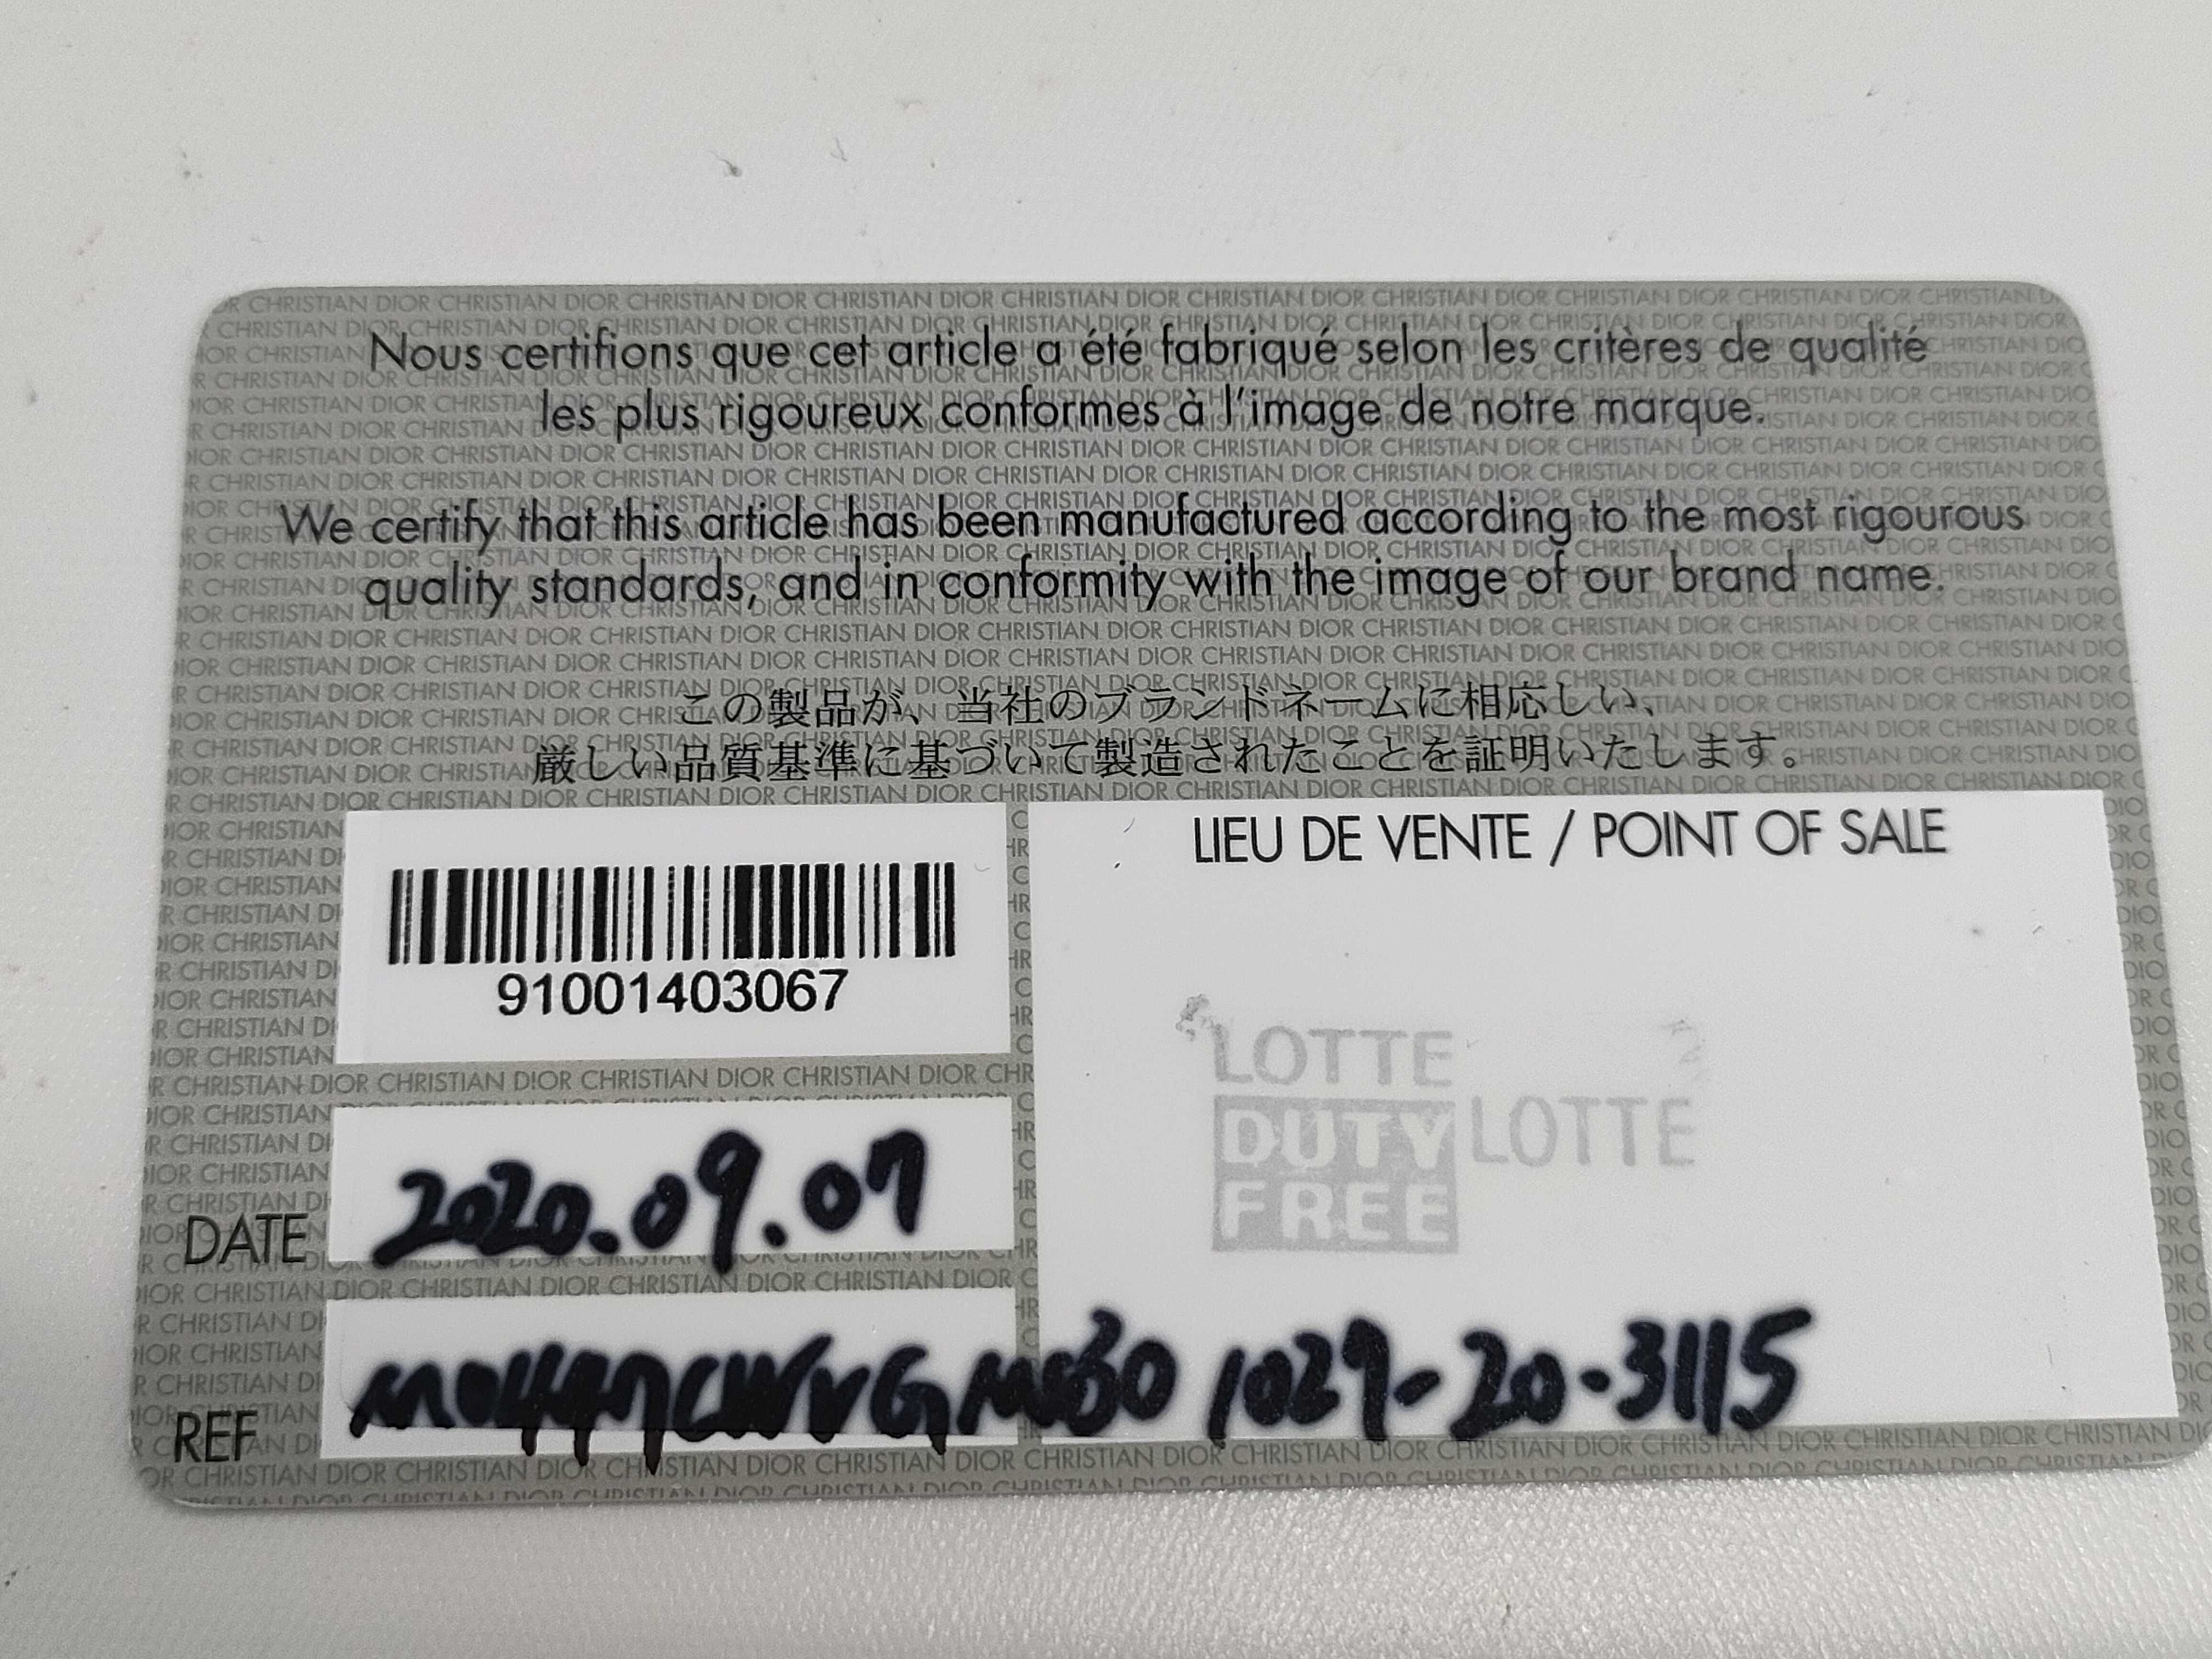 Nous certifions que cet article a été fabriqué selon les critères de qualité
les plus rigoureux conformes à l'image de notre marque.
We certify that this article has been manufactured according to the most rigourous
quality standards, and in conformity with the image of our brand name.
この製品が、当社のブランドネームに相応しい、
厳しい品質基準に基づいて製造されたことを証明いたします。
91001403067
LIEU DE VENTE / POINT OF SALE
LOTTE
DUTY LOTTE
FREE
DATE 2020.09.07
REF 1029-20-3115